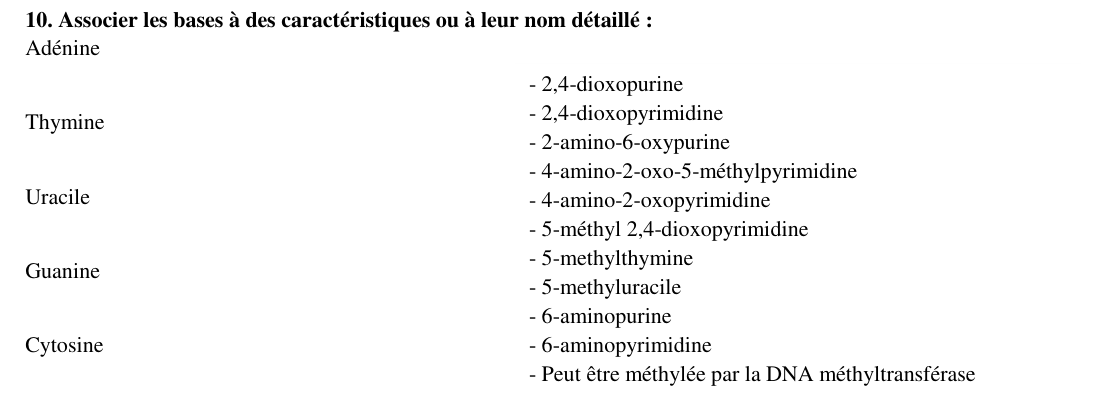 10. Associer les bases à des caractéristiques ou à leur nom détaillé :
Adénine
Thymine
Uracile
Guanine
Cytosine
- 2,4-dioxopurine
- 2,4-dioxopyrimidine
- 2-amino-6-oxypurine
- 4-amino-2-oxo-5-méthylpyrimidine
- 4-amino-2-oxopyrimidine
- 5-méthyl 2,4-dioxopyrimidine
- 5-methylthymine
- 5-methyluracile
- 6-aminopurine
- 6-aminopyrimidine
- Peut être méthylée par la DNA méthyltransférase